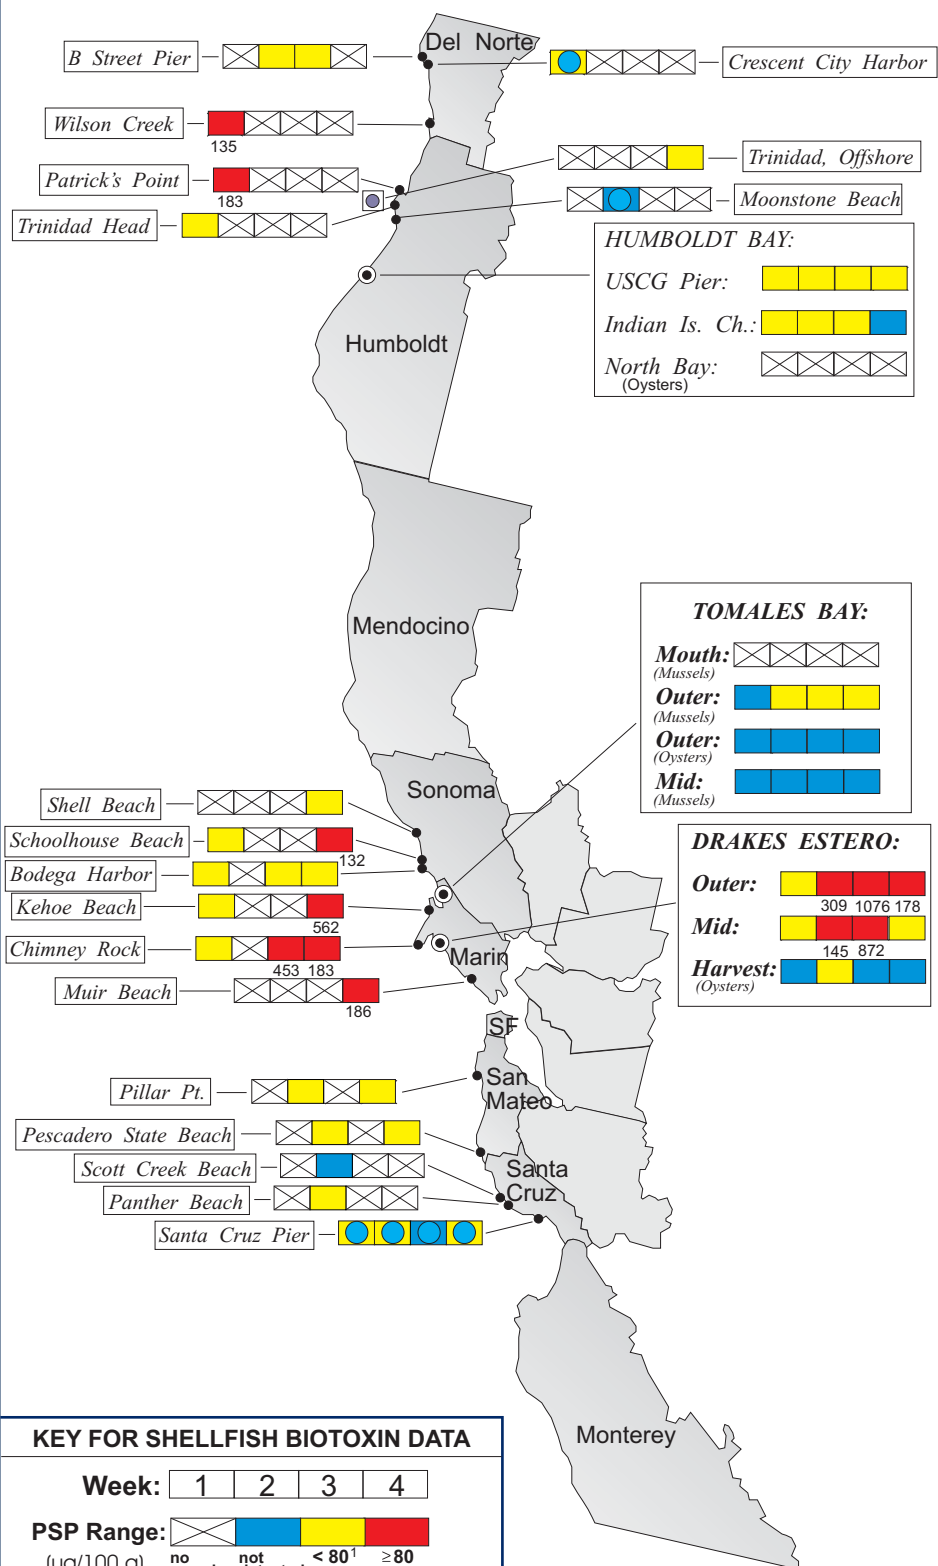 Del Norte
B Street Pier
Crescent City Harbor
Wilson Creek
135
Trinidad, Offshore
Patrick's Point
183
Moonstone Beach
Trinidad Head
HUMBOLDT BAY:
USCG Pier:
Indian Is. Ch.:
North Bay:
(Oysters)
Humboldt
Mendocino
TOMALES BAY:
Mouth:
(Mussels)
Outer:
(Mussels)
Outer:
(Oysters)
Mid:
(Mussels)
Sonoma
Shell Beach
Schoolhouse Beach
132
Bodega Harbor
Kehoe Beach
562
Chimney Rock
453 183
Marin
Muir Beach
186
DRAKES ESTERO:
Outer:
309 1076 178
Mid:
145 872
Harvest:
(Oysters)
SF
San
Mateo
Pillar Pt.
Pescadero State Beach
Scott Creek Beach
Santa
Cruz
Panther Beach
Santa Cruz Pier
Monterey
KEY FOR SHELLFISH BIOTOXIN DATA
Week: 1 2 3 4
PSP Range:
(ug/100 g) no not < 80¹ ≥80